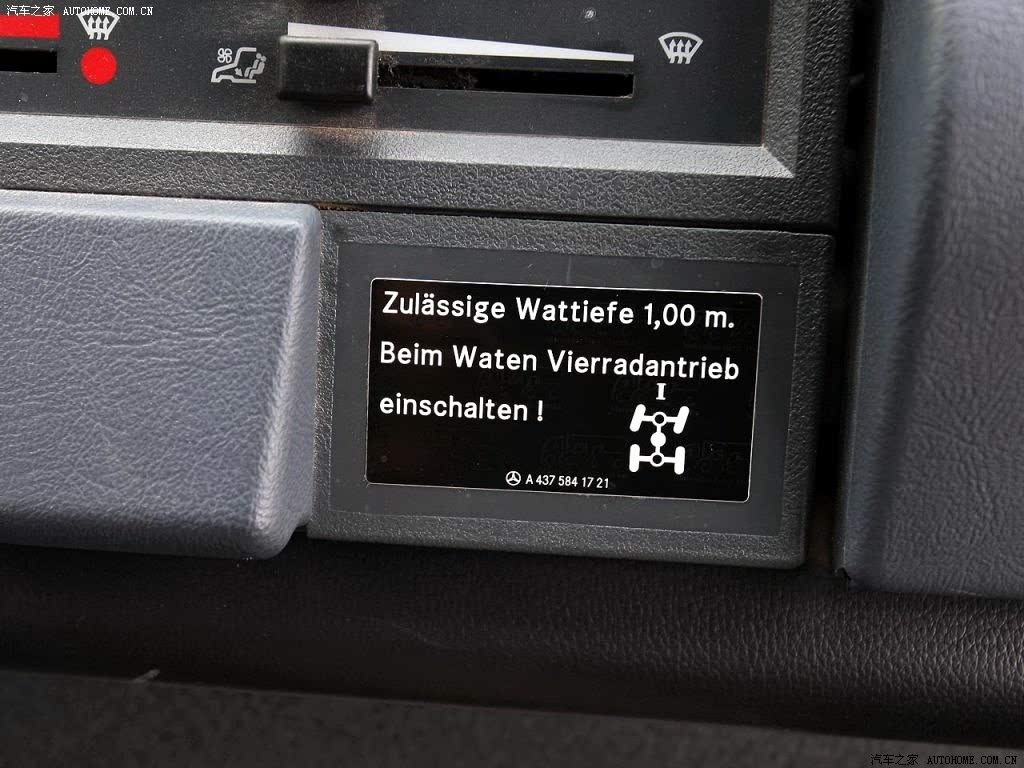 汽车之家 AUTOHOME.COM.CN
Zulässige Wattiefe 1,00 m.
Beim Waten Vierradantrieb
I
einschalten !
A 437 584 17 21
汽车之家 AUTOHOME.COM.CN